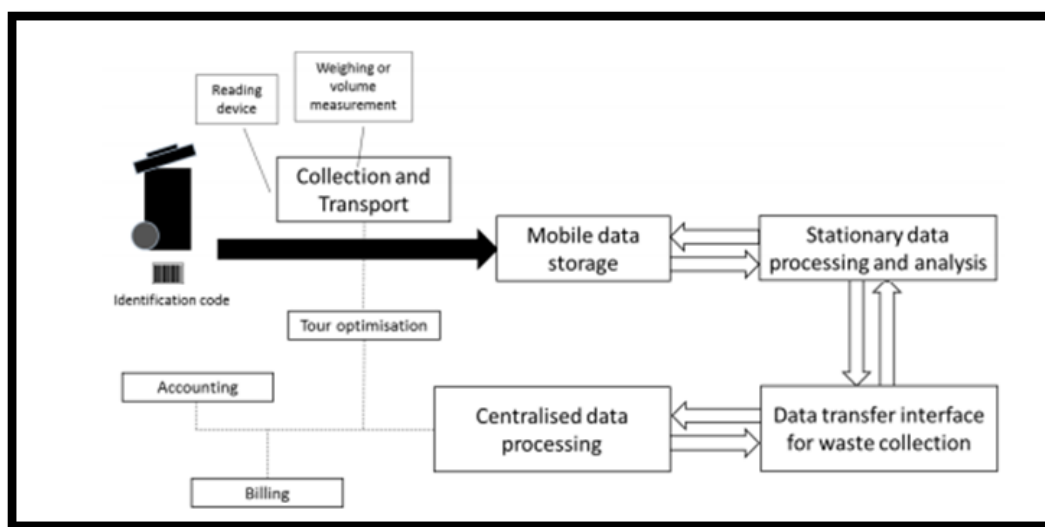 Weighing or
volume
measurement
Reading
device
Collection and
Transport
Mobile data
storage
Stationary data
processing and analysis
Identification code
Tour optimisation
Accounting
Centralised data
processing
Data transfer interface
for waste collection
Billing